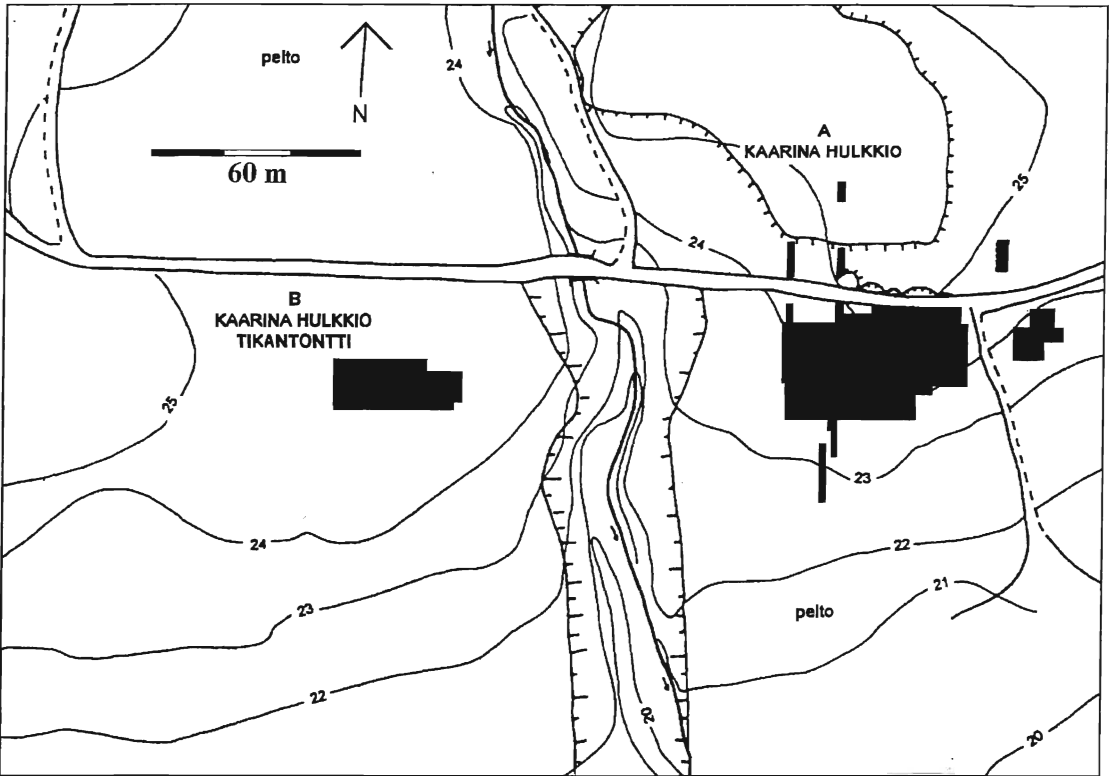 pelto
24
N
60 m
A
KAARINA HULKKIO
25
24
B
KAARINA HULKKIO
TIKANTONTTI
25
23
24
22
23
21
pelto
22
20
20